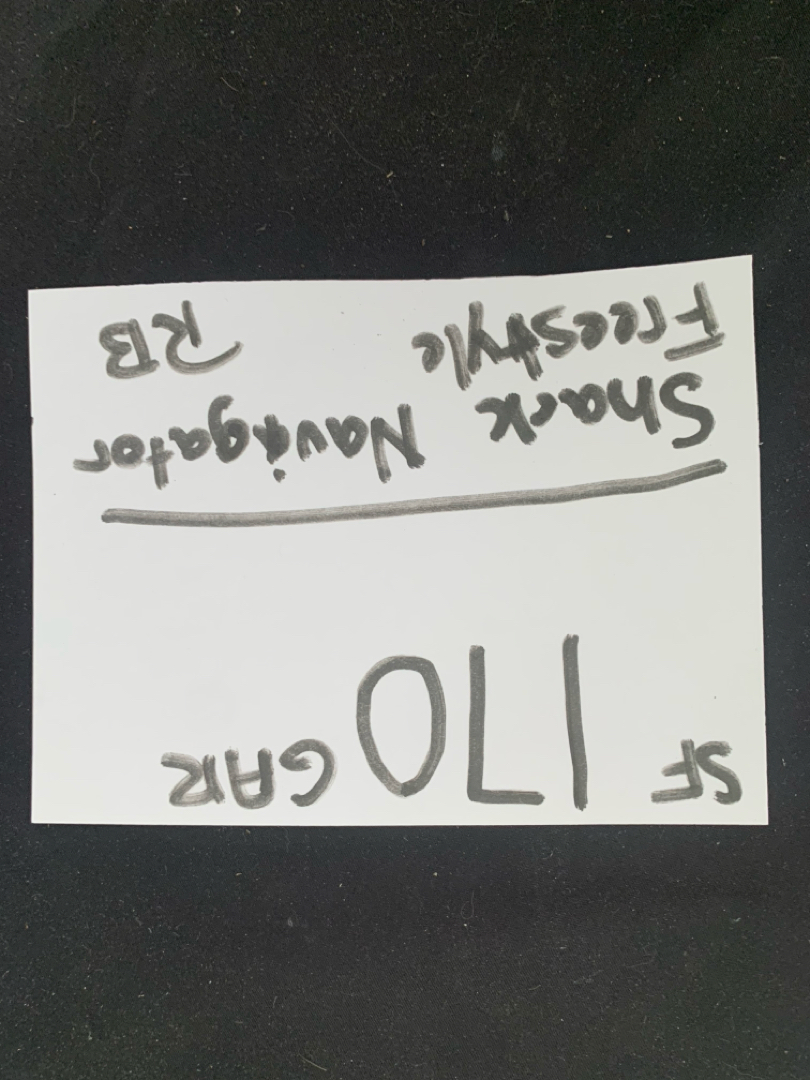 SF 170 GAR
Shark Navigator
Freestyle RB